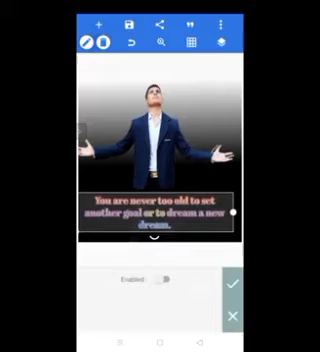 You are never too old to set
another goal or to dream a new
dream.
Enabled